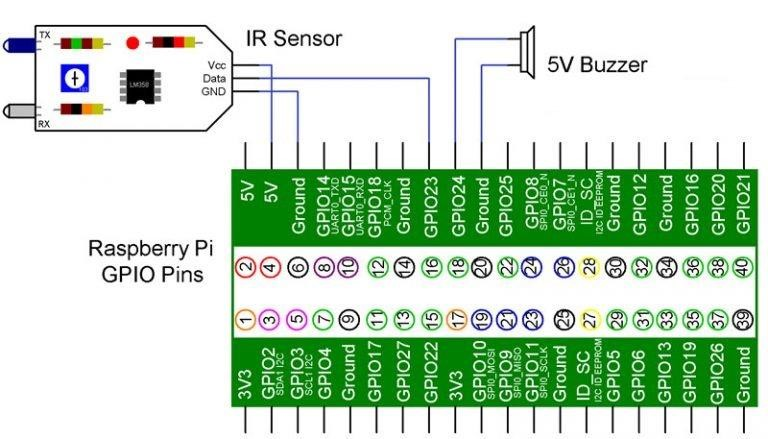 TX
IR Sensor
Vcc
Data
GND
LM358
RX
5V Buzzer
Raspberry Pi
GPIO Pins
5V
5V
Ground
GPIO14
UART0_TXD
GPIO15
UART0_RXD
GPIO18
PCM_CLK
Ground
GPIO23
GPIO24
Ground
GPIO25
GPIO8
SPI0_CE0_N
GPIO7
SPI0_CE1_N
ID_SC
I2C ID EEPROM
Ground
GPIO12
Ground
GPIO16
GPIO20
GPIO21
2 4 6 8 10 12 14 16 18 20 22 24 26 28 30 32 34 36 38 40
1 3 5 7 9 11 13 15 17 19 21 23 25 27 29 31 33 35 37 39
3V3
GPIO2
SDA1 I2C
GPIO3
SCL1 I2C
GPIO4
Ground
GPIO17
GPIO27
GPIO22
3V3
GPIO10
SPI0_MOSI
GPIO9
SPI0_MISO
GPIO11
SPI0_SCLK
Ground
ID_SC
I2C ID EEPROM
GPIO5
GPIO6
GPIO13
GPIO19
GPIO26
Ground